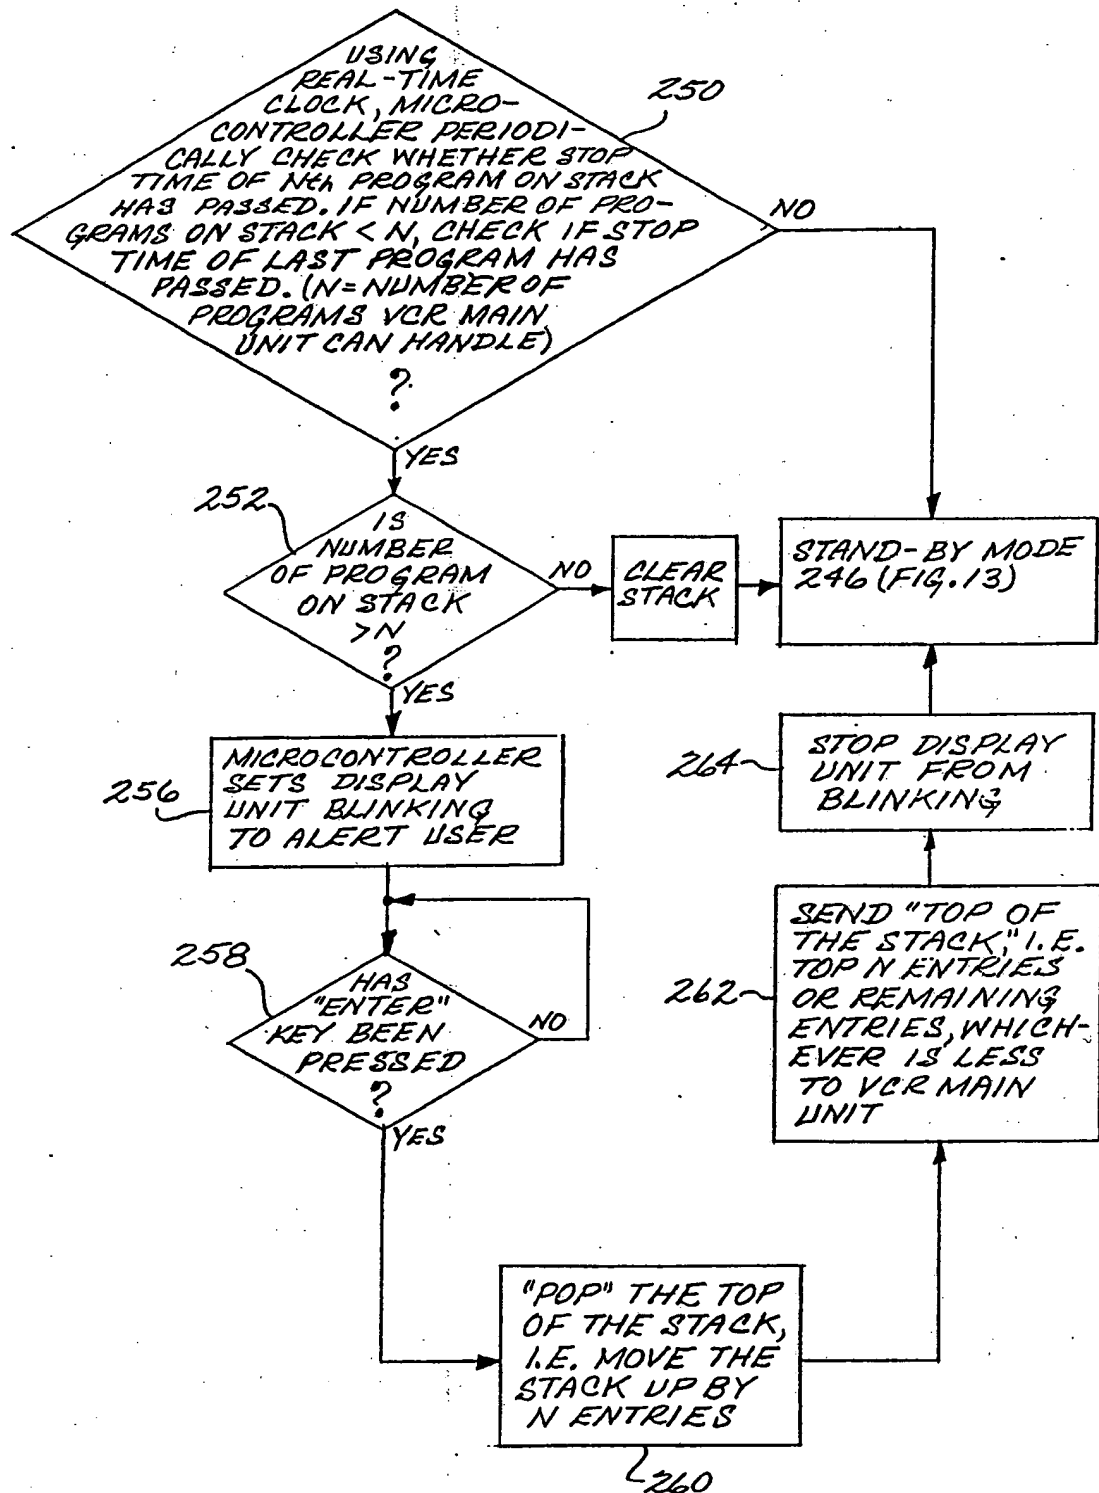 USING
REAL-TIME
CLOCK, MICRO-
CONTROLLER PERIODI-
CALLY CHECK WHETHER STOP
TIME OF Nth PROGRAM ON STACK
HAS PASSED. IF NUMBER OF PRO-
GRAMS ON STACK < N, CHECK IF STOP
TIME OF LAST PROGRAM HAS
PASSED. (N=NUMBER OF
PROGRAMS VCR MAIN
UNIT CAN HANDLE)
?
250
NO
YES
252
IS
NUMBER
OF PROGRAM
ON STACK
>N
?
NO
CLEAR
STACK
STAND-BY MODE
246 (FIG. 13)
YES
MICROCONTROLLER
SETS DISPLAY
UNIT BLINKING
TO ALERT USER
256
264
STOP DISPLAY
UNIT FROM
BLINKING
258
HAS
"ENTER"
KEY BEEN
PRESSED
?
NO
YES
262
SEND "TOP OF
THE STACK," I.E.
TOP N ENTRIES
OR REMAINING
ENTRIES, WHICH-
EVER IS LESS
TO VCR MAIN
UNIT
"POP" THE TOP
OF THE STACK,
I.E. MOVE THE
STACK UP BY
N ENTRIES
260